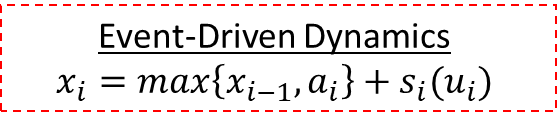 Event-Driven Dynamics
xᵢ = max{xᵢ₋₁, aᵢ} + sᵢ(uᵢ)